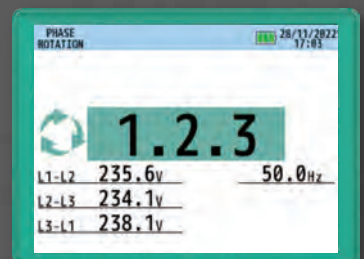 PHASE
ROTATION
28/11/2022
17:03
1.2.3
L1-L2 235.6V 50.0Hz
L2-L3 234.1V
L3-L1 238.1V